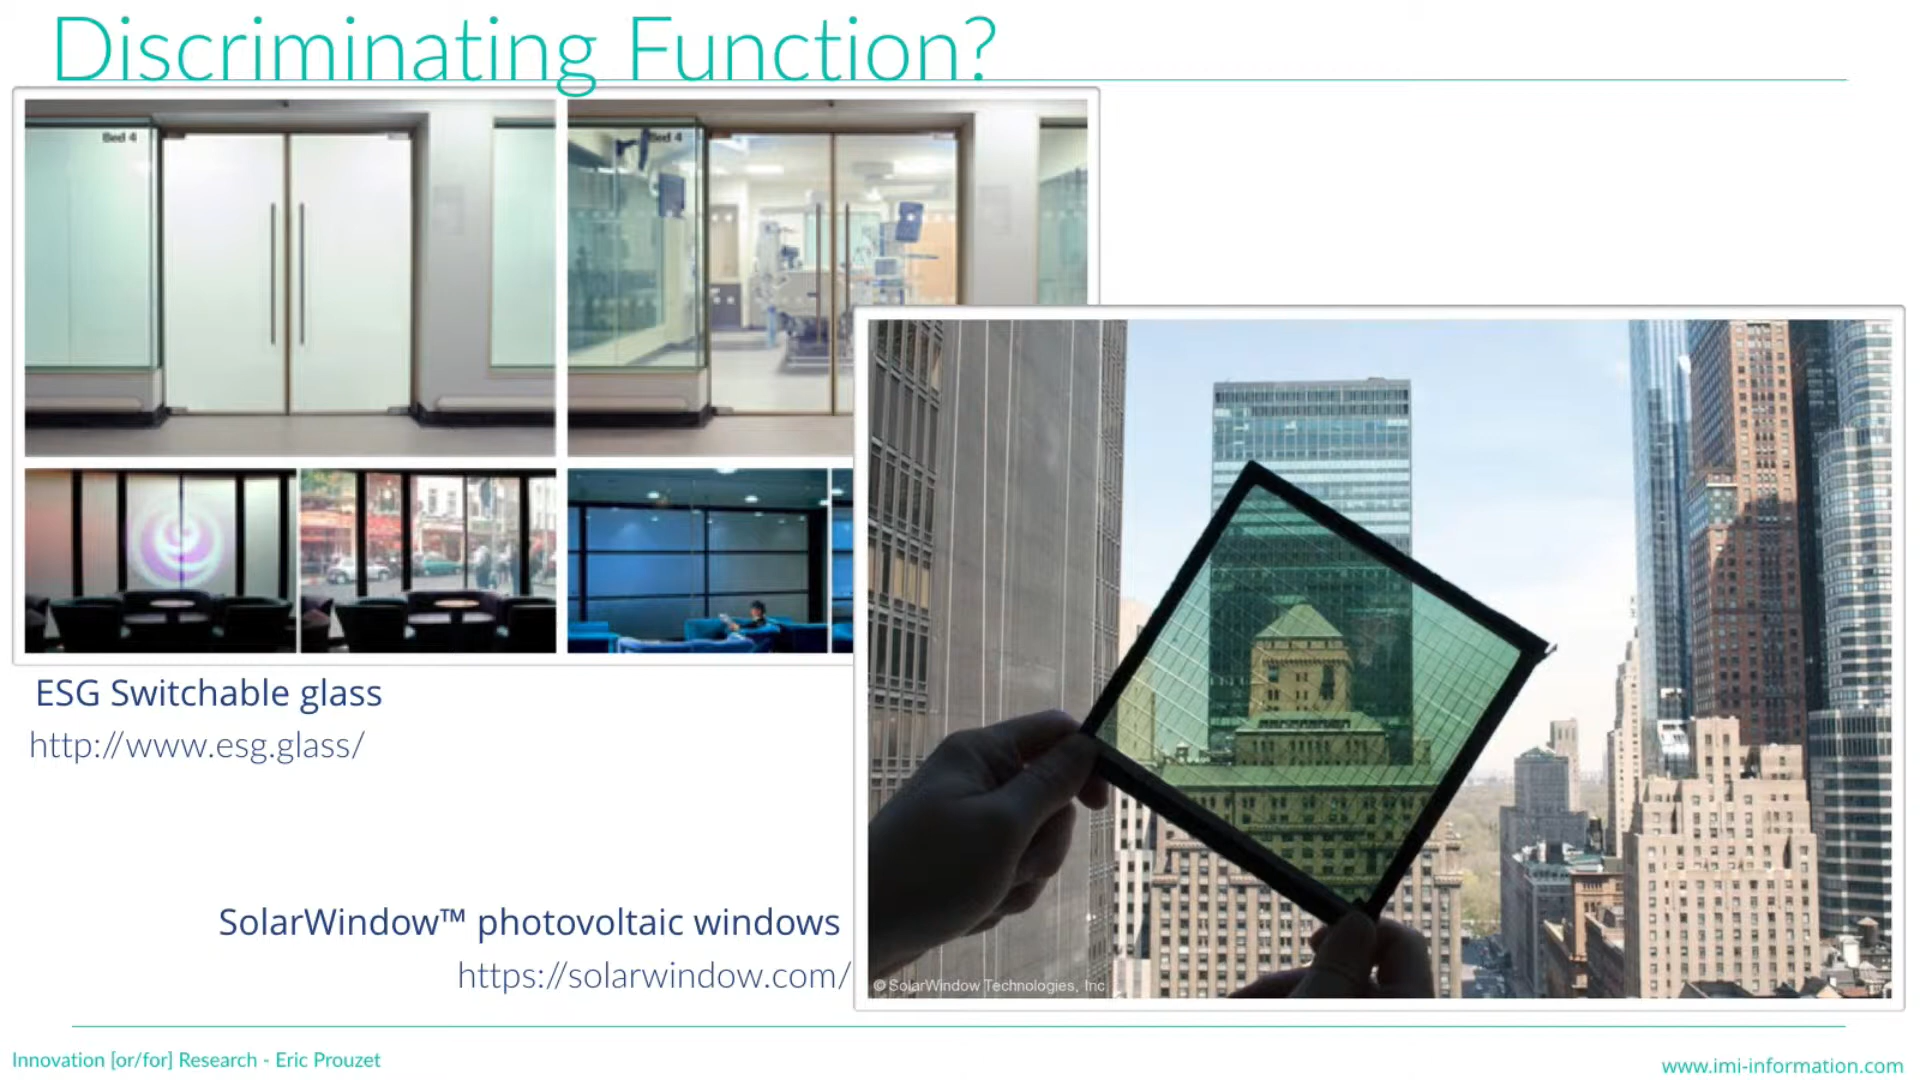 Discriminating Function?
Bed 4
Bed 4
ESG Switchable glass
http://www.esg.glass/
SolarWindow™ photovoltaic windows
https://solarwindow.com/
© SolarWindow Technologies, Inc
Innovation [or/for] Research - Eric Prouzet
www.imi-information.com